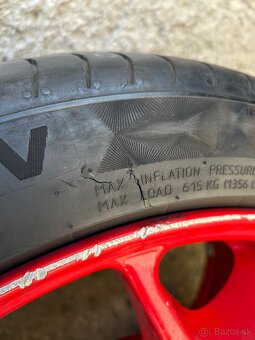 V
MAX INFLATION PRESSURE
MAX LOAD 615 KG (1356 L
Bazos.sk